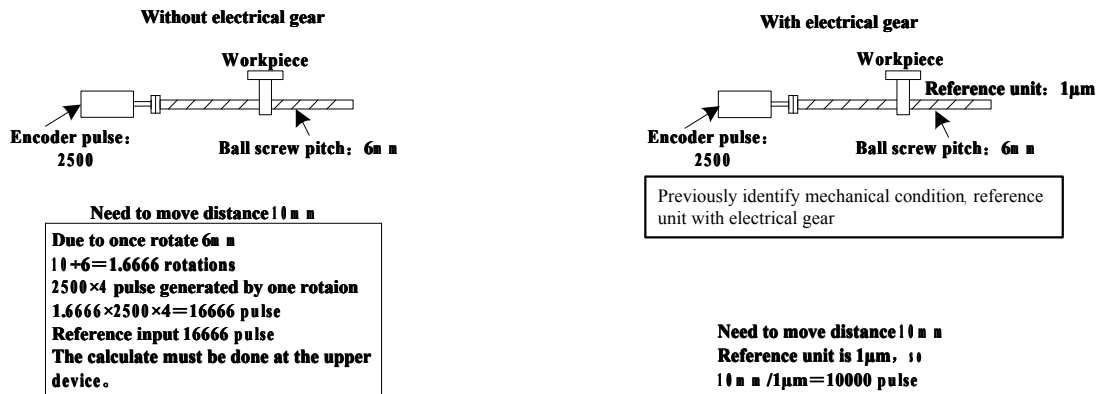 Without electrical gear
Workpiece
Encoder pulse：
2500
Ball screw pitch：6mm
Need to move distance10mm
Due to once rotate 6mm
10÷6＝1.6666 rotations
2500×4 pulse generated by one rotaion
1.6666×2500×4＝16666 pulse
Reference input 16666 pulse
The calculate must be done at the upper
device。
With electrical gear
Workpiece
Reference unit：1μm
Encoder pulse：
2500
Ball screw pitch：6mm
Previously identify mechanical condition, reference
unit with electrical gear
Need to move distance10mm
Reference unit is 1μm，so
10mm/1μm＝10000 pulse